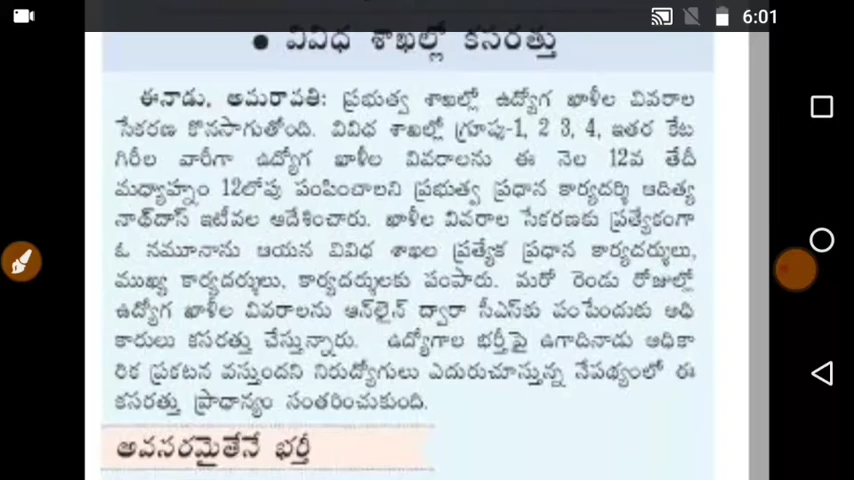 6:01
• వివిధ శాఖల్లో కసరత్తు
ఈనాడు, అమరావతి: ప్రభుత్వ శాఖల్లో ఉద్యోగ ఖాళీల వివరాల
సేకరణ కొనసాగుతోంది. వివిధ శాఖల్లో గ్రూపు-1, 2 3, 4, ఇతర కేట
గిరీల వారీగా ఉద్యోగ ఖాళీల వివరాలను ఈ నెల 12వ తేదీ
మధ్యాహ్నం 12లోపు పంపించాలని ప్రభుత్వ ప్రధాన కార్యదర్శి ఆదిత్య
నాథ్‌దాస్ ఇటీవల ఆదేశించారు. ఖాళీల వివరాల సేకరణకు ప్రత్యేకంగా
ఓ నమూనాను ఆయన వివిధ శాఖల ప్రత్యేక ప్రధాన కార్యదర్శులు,
ముఖ్య కార్యదర్శులు, కార్యదర్శులకు పంపారు. మరో రెండు రోజుల్లో
ఉద్యోగ ఖాళీల వివరాలను ఆన్‌లైన్ ద్వారా సీఎస్‌కు పంపేందుకు అధి
కారులు కసరత్తు చేస్తున్నారు. ఉద్యోగాల భర్తీపై ఉగాదినాడు అధికా
రిక ప్రకటన వస్తుందని నిరుద్యోగులు ఎదురుచూస్తున్న నేపథ్యంలో ఈ
కసరత్తు ప్రాధాన్యం సంతరించుకుంది.
అవసరమైతేనే భర్తీ